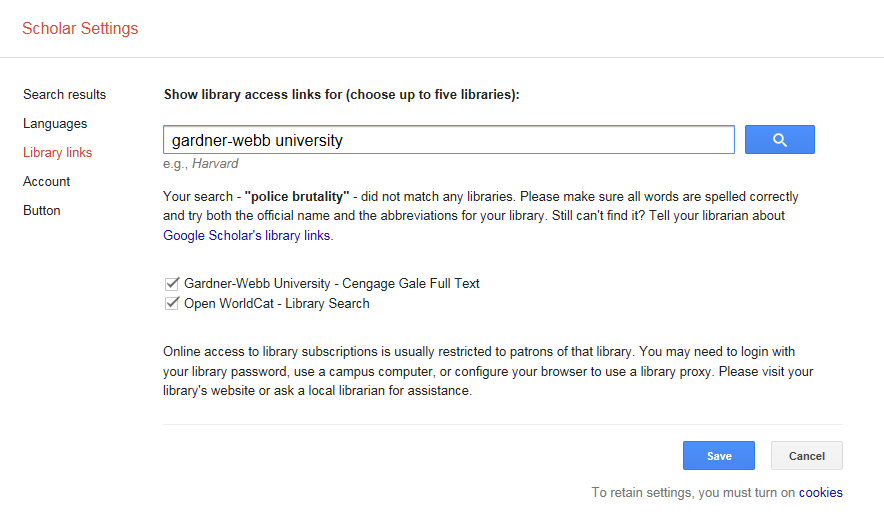 Scholar Settings
Search results
Languages
Library links
Account
Button
Show library access links for (choose up to five libraries):
gardner-webb university
e.g., Harvard
Your search - "police brutality" - did not match any libraries. Please make sure all words are spelled correctly
and try both the official name and the abbreviations for your library. Still can't find it? Tell your librarian about
Google Scholar's library links.
Gardner-Webb University - Cengage Gale Full Text
Open WorldCat - Library Search
Online access to library subscriptions is usually restricted to patrons of that library. You may need to login with
your library password, use a campus computer, or configure your browser to use a library proxy. Please visit your
library's website or ask a local librarian for assistance.
Save Cancel
To retain settings, you must turn on cookies